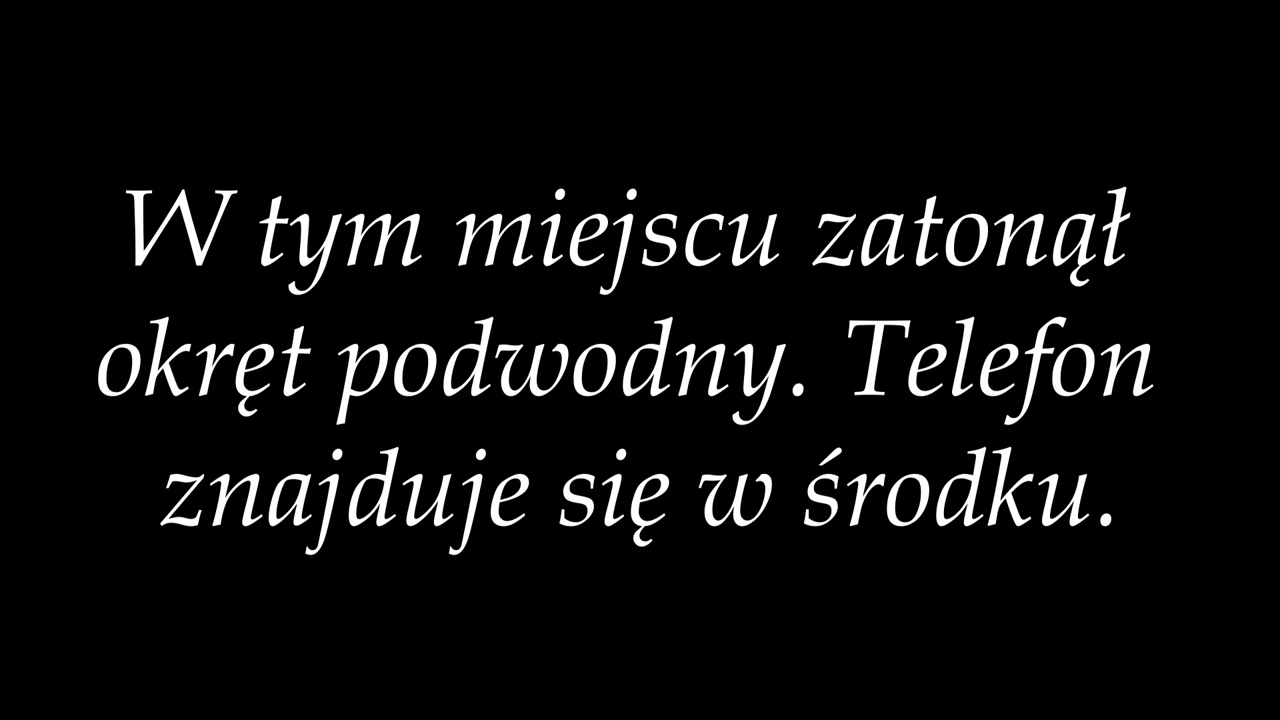 W tym miejscu zatonął
okręt podwodny. Telefon
znajduje się w środku.